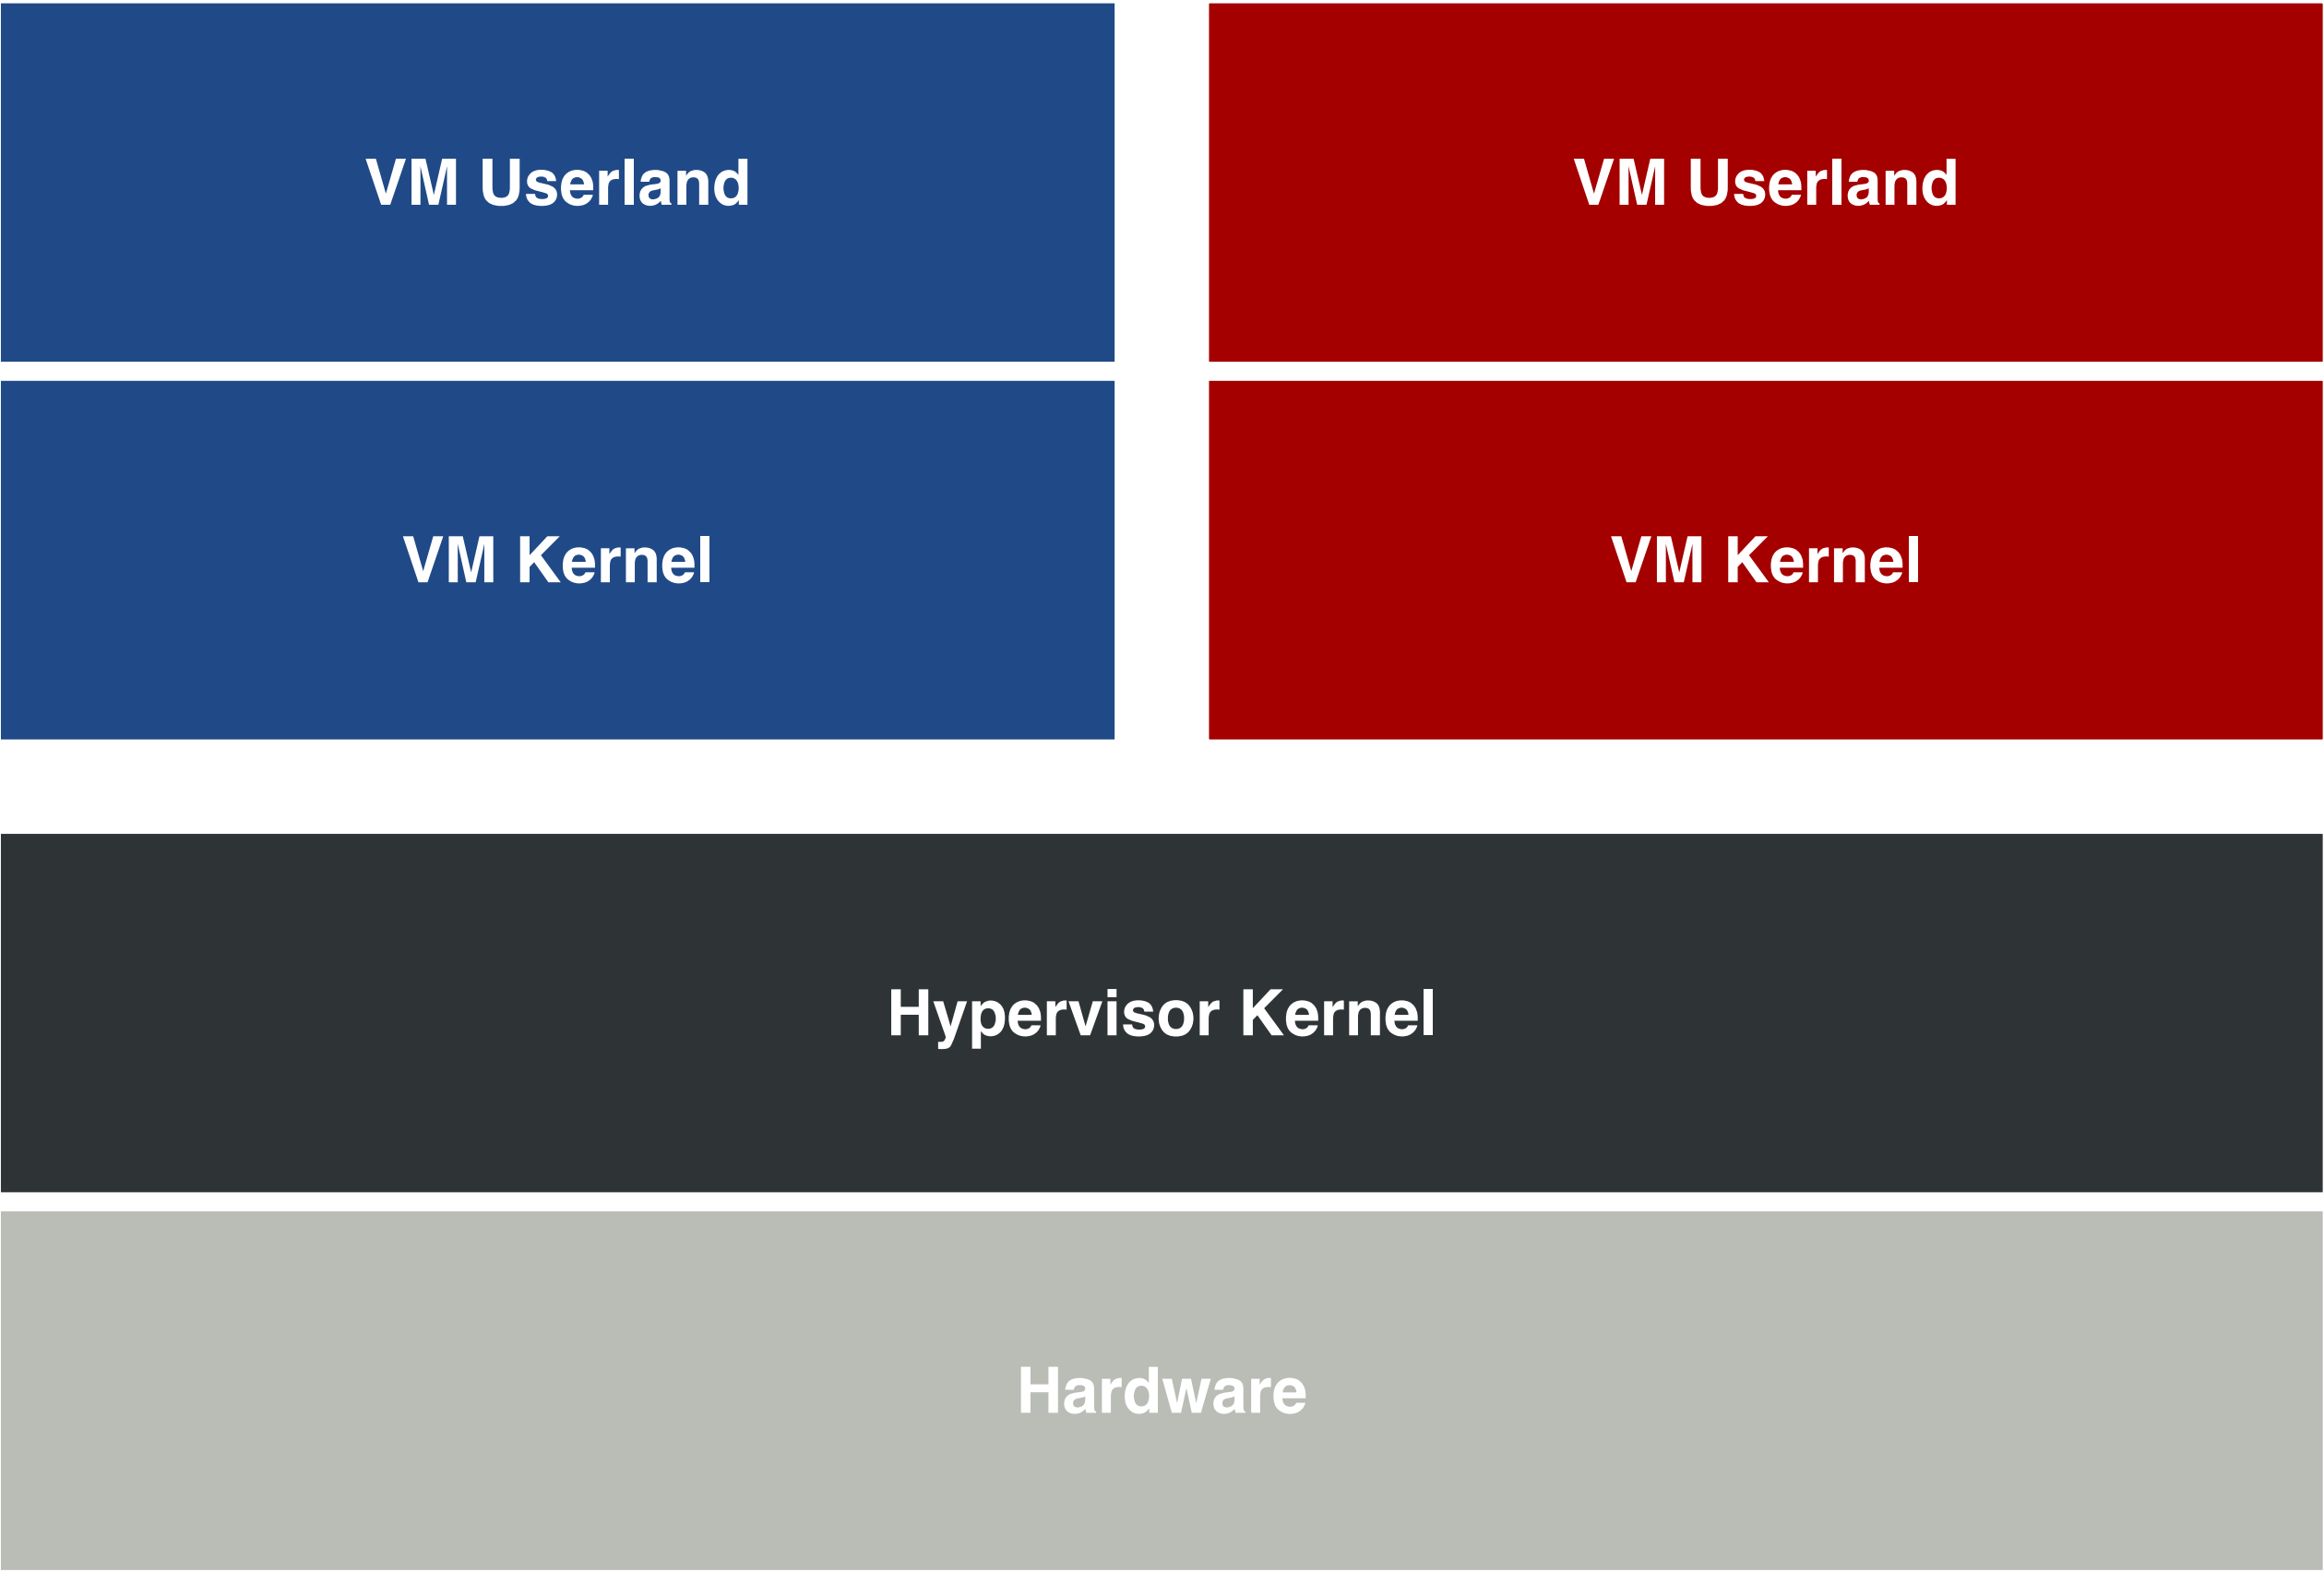 VM Userland
VM Userland
VM Kernel
VM Kernel
Hypervisor Kernel
Hardware